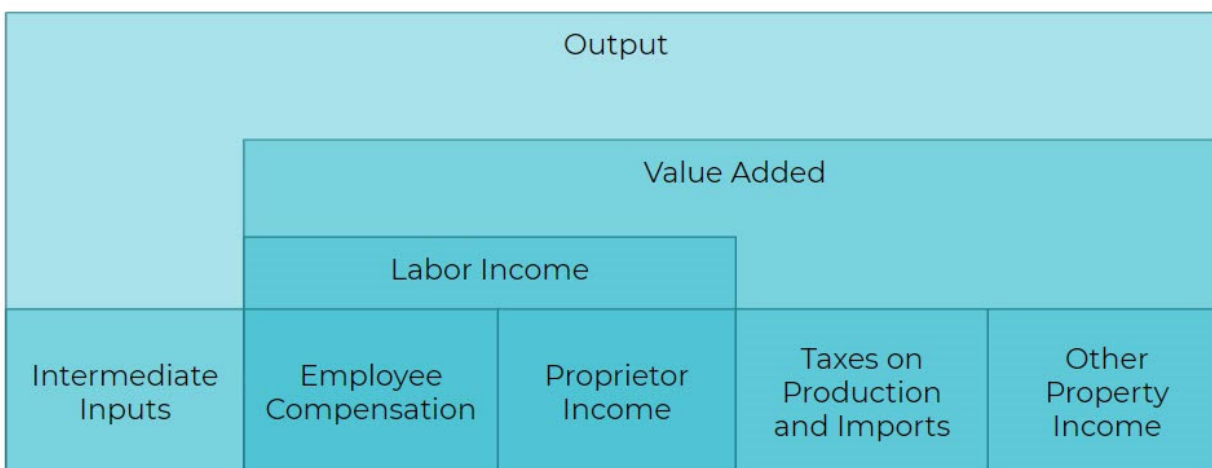 Output
Value Added
Labor Income
Intermediate
Inputs
Employee
Compensation
Proprietor
Income
Taxes on
Production
and Imports
Other
Property
Income